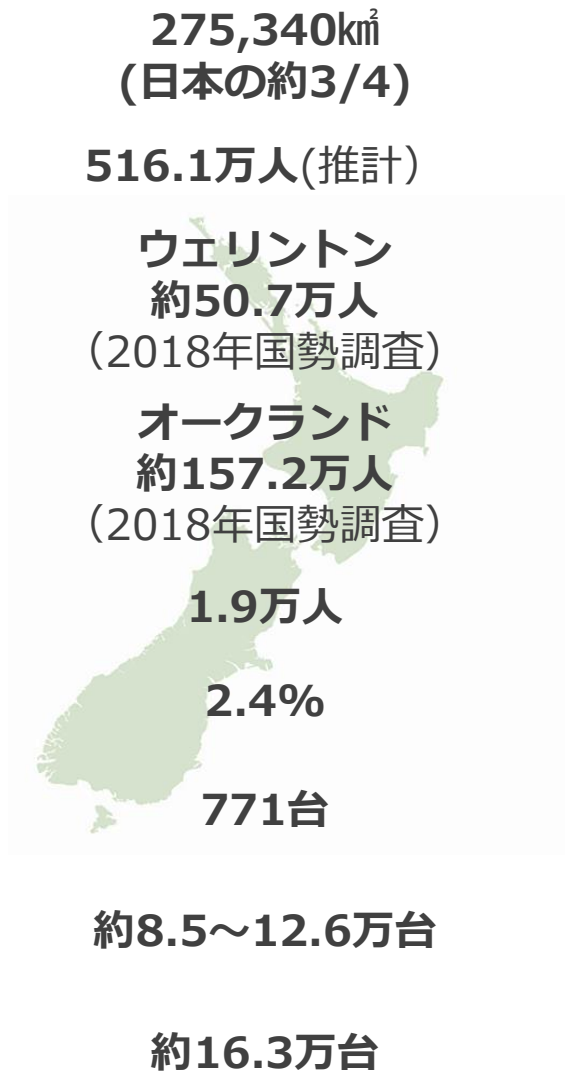 275,340㎢
(日本の約3/4)
516.1万人(推計）
ウェリントン
約50.7万人
（2018年国勢調査）
オークランド
約157.2万人
（2018年国勢調査）
1.9万人
2.4%
771台
約8.5～12.6万台
約16.3万台